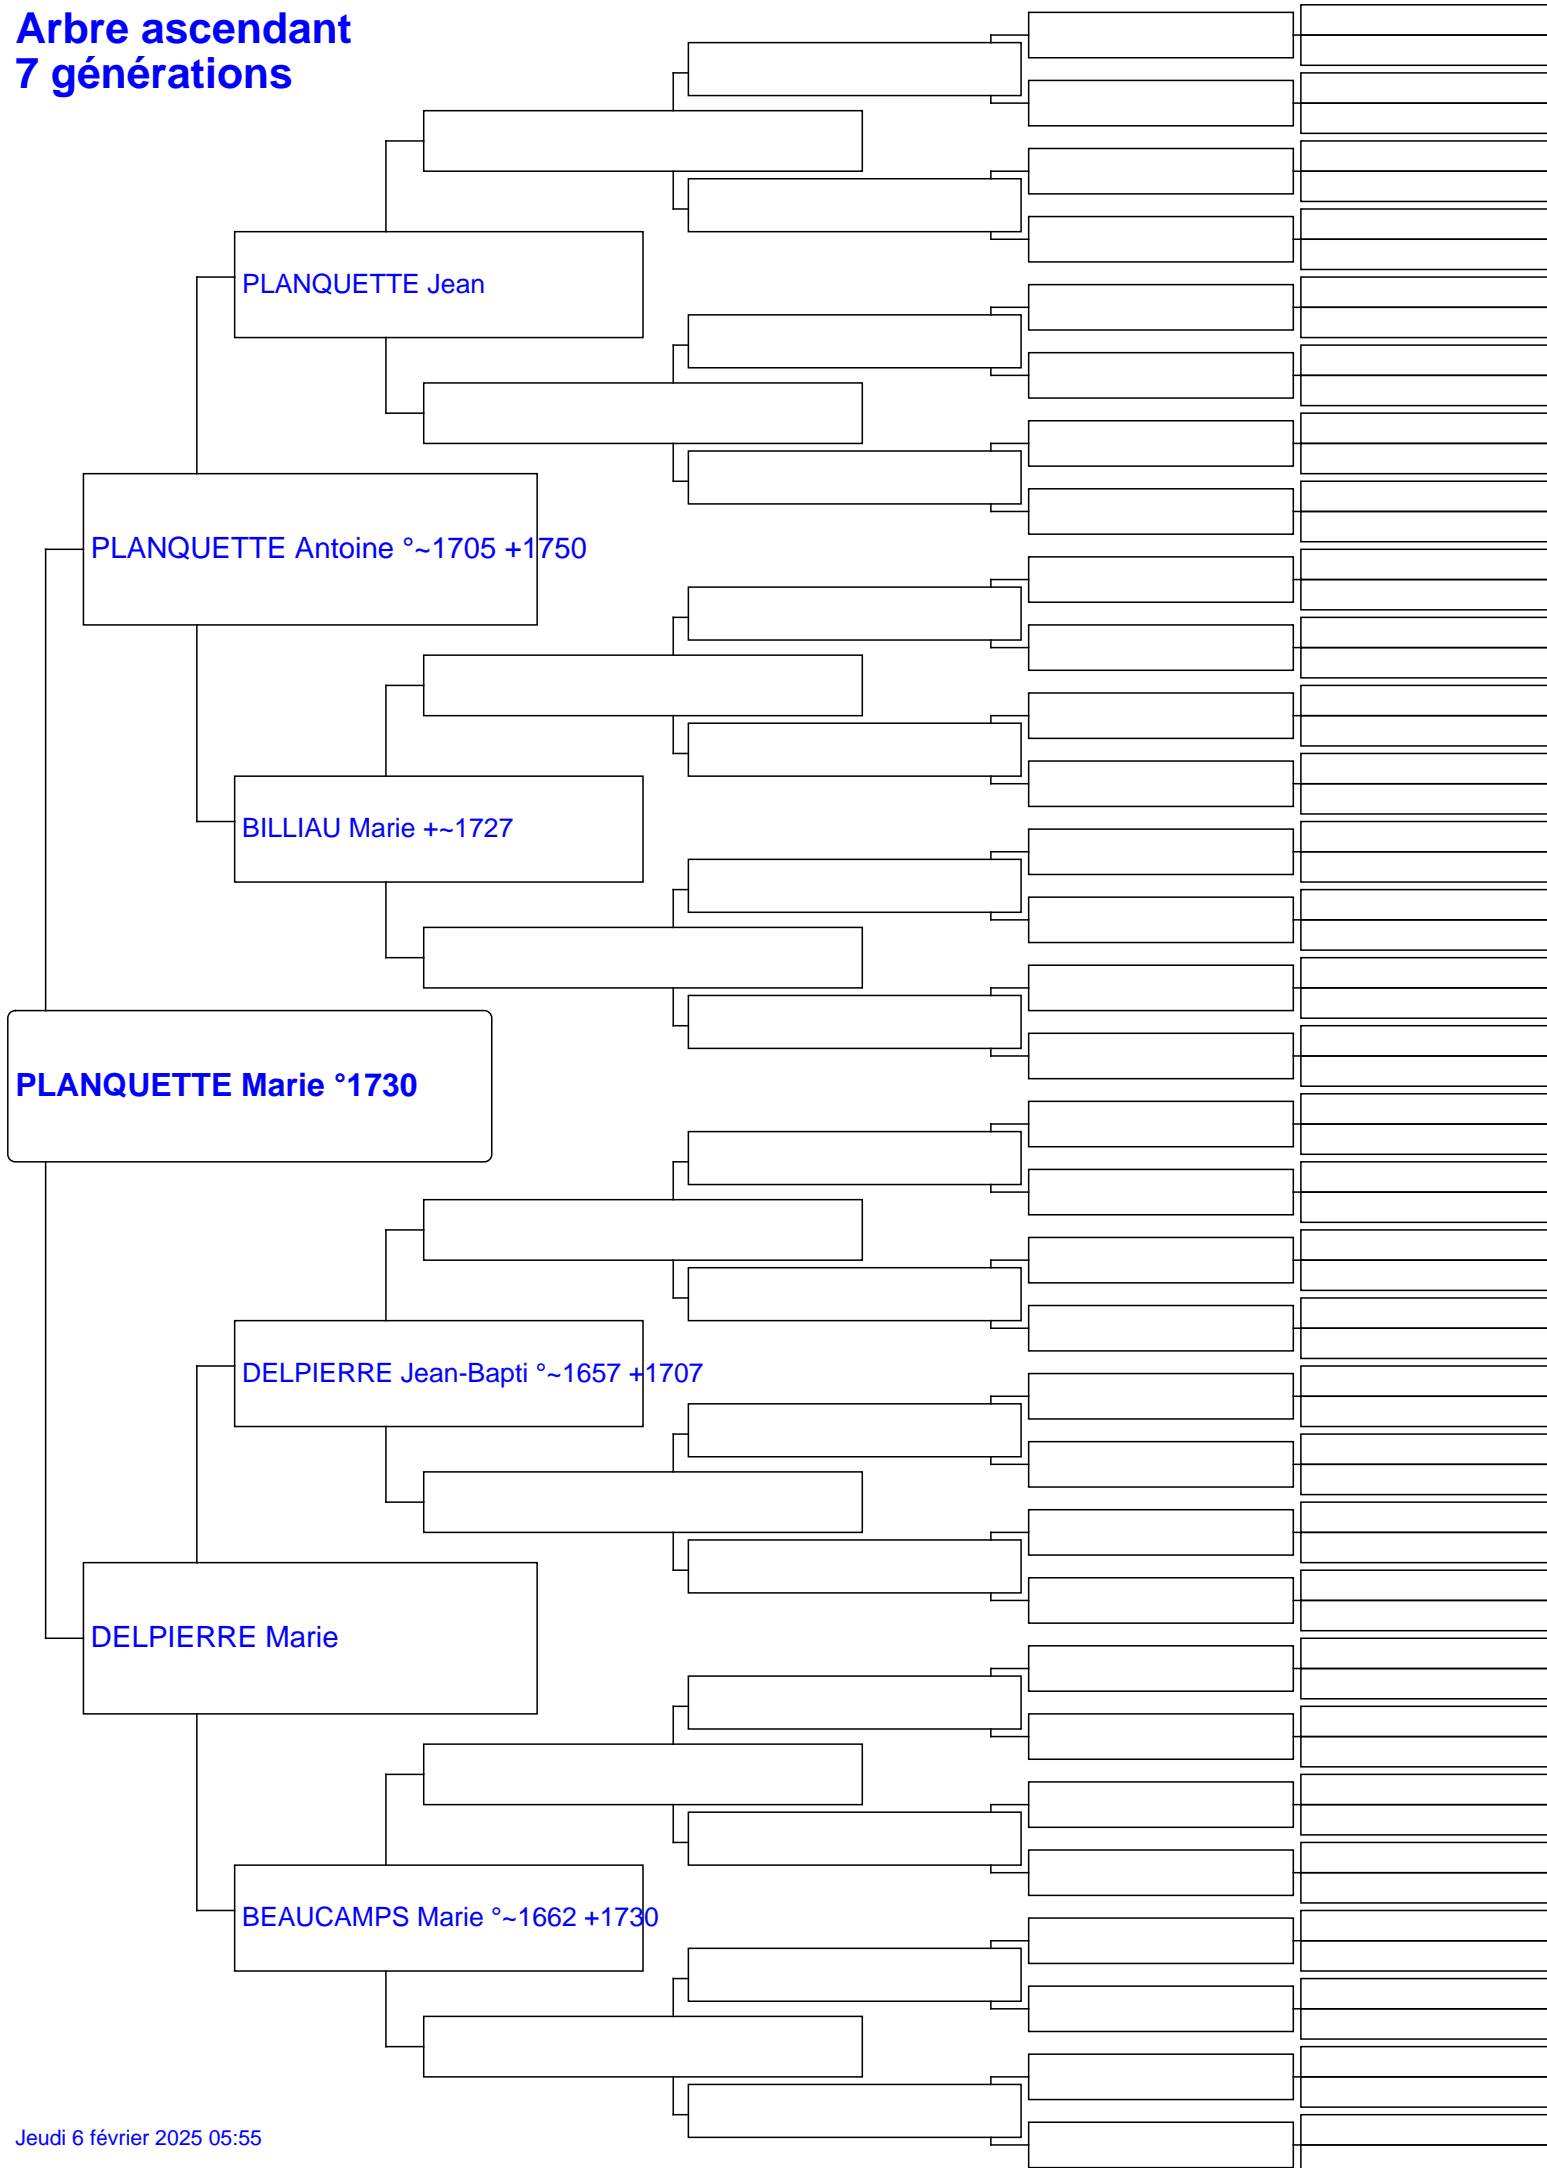 Arbre ascendant
7 générations
PLANQUETTE Jean
PLANQUETTE Antoine °~1705 +1750
BILLIAU Marie +~1727
PLANQUETTE Marie °1730
DELPIERRE Jean-Bapti °~1657 +1707
DELPIERRE Marie
BEAUCAMPS Marie °~1662 +1730
Jeudi 6 février 2025 05:55